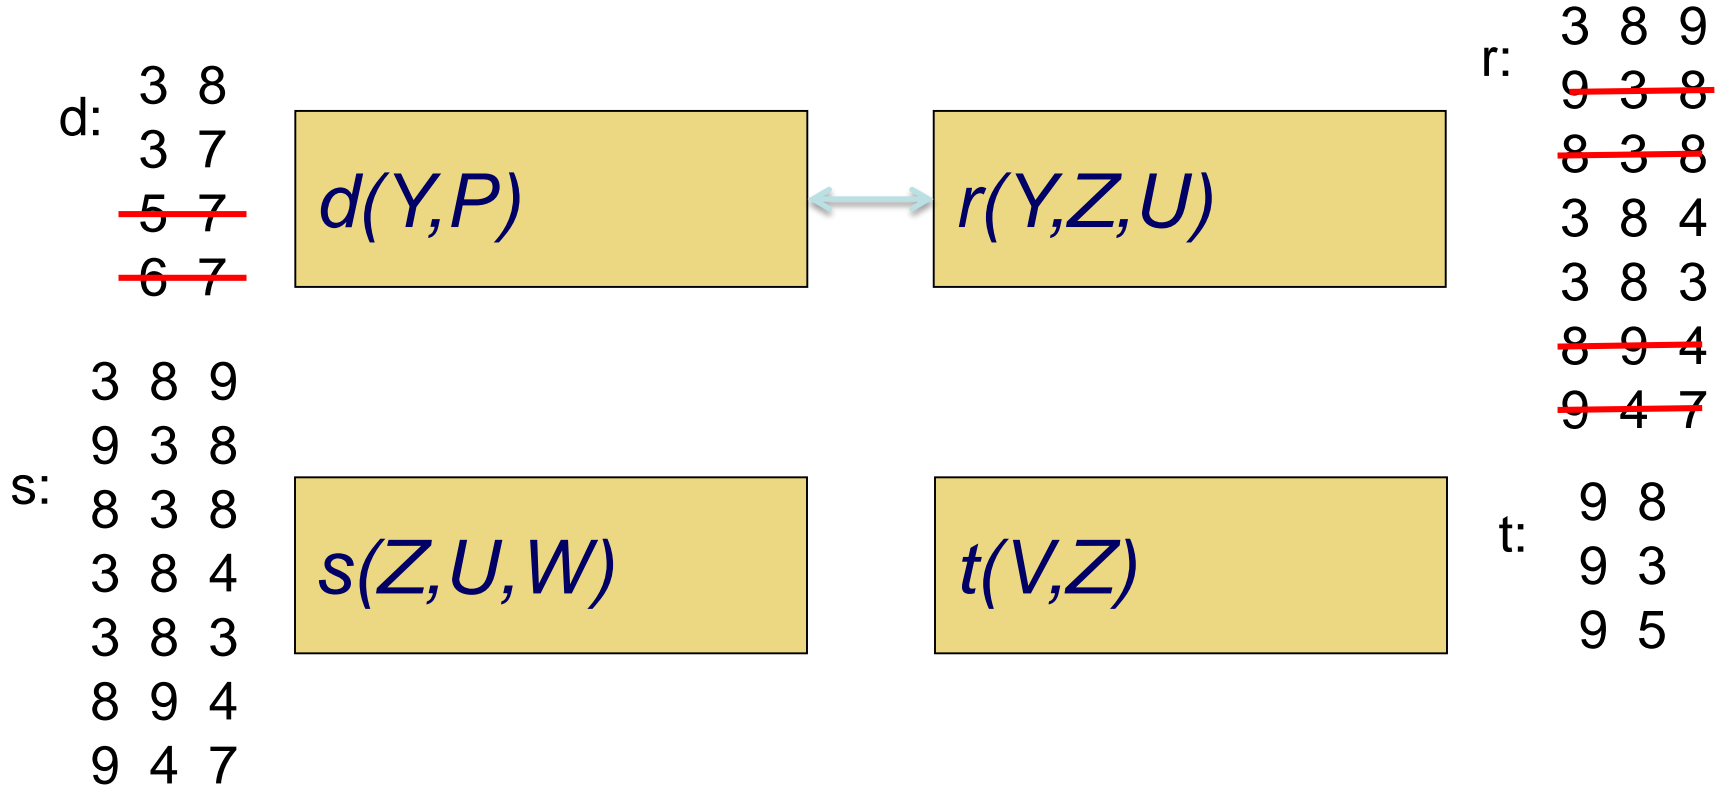 d:
3 8
3 7
5 7
6 7
d(Y,P)
r(Y,Z,U)
r:
3 8 9
9 3 8
8 3 8
3 8 4
3 8 3
8 9 4
9 4 7
s:
3 8 9
9 3 8
8 3 8
3 8 4
3 8 3
8 9 4
9 4 7
s(Z,U,W)
t(V,Z)
t:
9 8
9 3
9 5